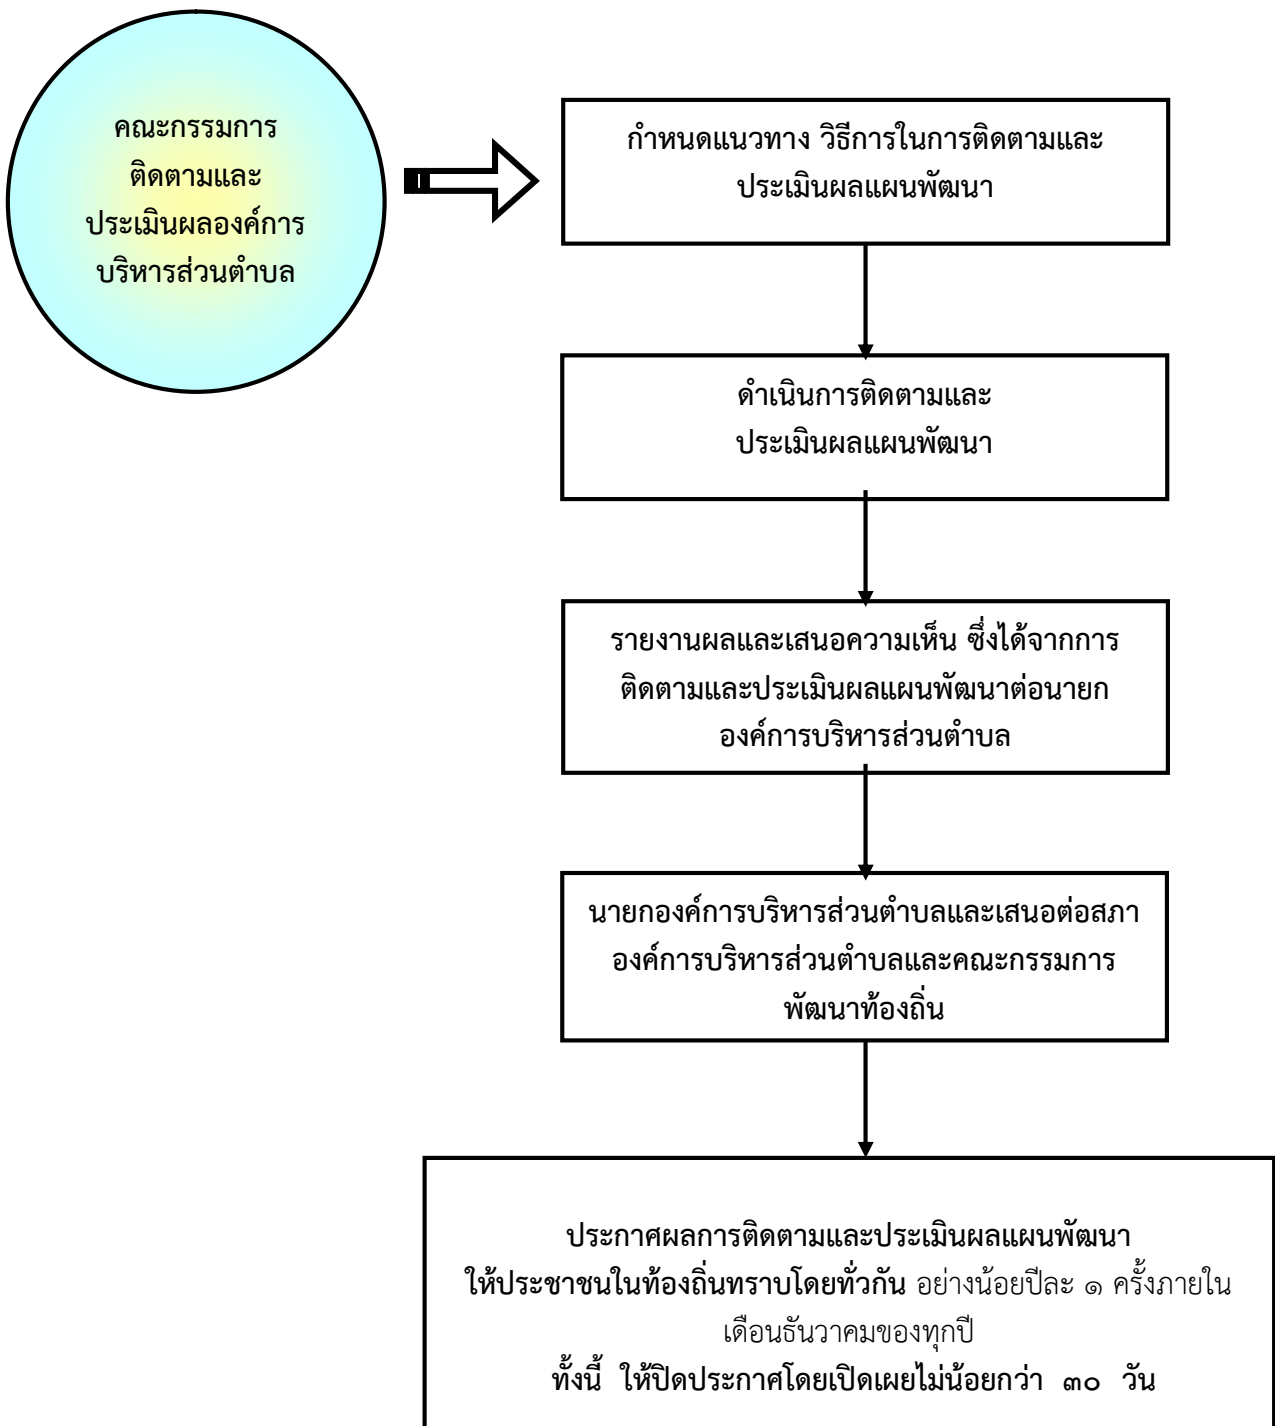 คณะกรรมการ
ติดตามและ
ประเมินผลองค์การ
บริหารส่วนตำบล
กำหนดแนวทาง วิธีการในการติดตามและ
ประเมินผลแผนพัฒนา
ดำเนินการติดตามและ
ประเมินผลแผนพัฒนา
รายงานผลและเสนอความเห็น ซึ่งได้จากการ
ติดตามและประเมินผลแผนพัฒนาต่อนายก
องค์การบริหารส่วนตำบล
นายกองค์การบริหารส่วนตำบลและเสนอต่อสภา
องค์การบริหารส่วนตำบลและคณะกรรมการ
พัฒนาท้องถิ่น
ประกาศผลการติดตามและประเมินผลแผนพัฒนา
ให้ประชาชนในท้องถิ่นทราบโดยทั่วกัน อย่างน้อยปีละ ๑ ครั้งภายใน
เดือนธันวาคมของทุกปี
ทั้งนี้ ให้ปิดประกาศโดยเปิดเผยไม่น้อยกว่า ๓๐ วัน